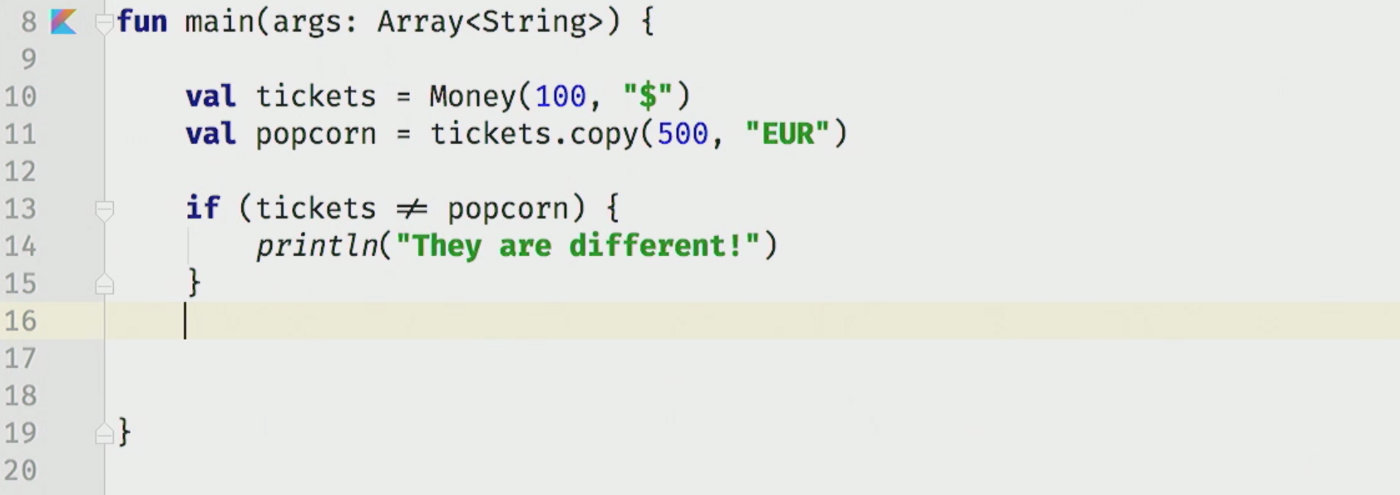 8 fun main(args: Array<String>) {
9
10 val tickets = Money(100, "$")
11 val popcorn = tickets.copy(500, "EUR")
12
13 if (tickets ≠ popcorn) {
14 println("They are different!")
15 }
16
17
18
19 }
20